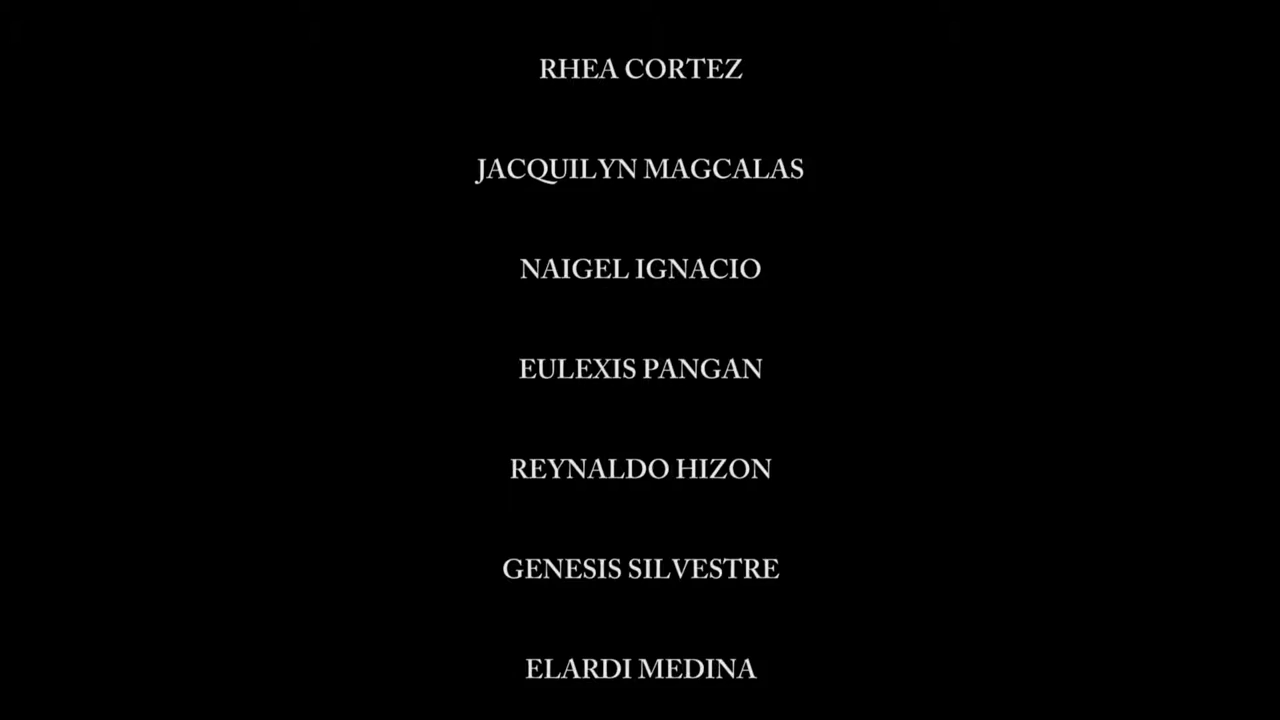 RHEA CORTEZ
JACQUILYN MAGCALAS
NAIGEL IGNACIO
EULEXIS PANGAN
REYNALDO HIZON
GENESIS SILVESTRE
ELARDI MEDINA